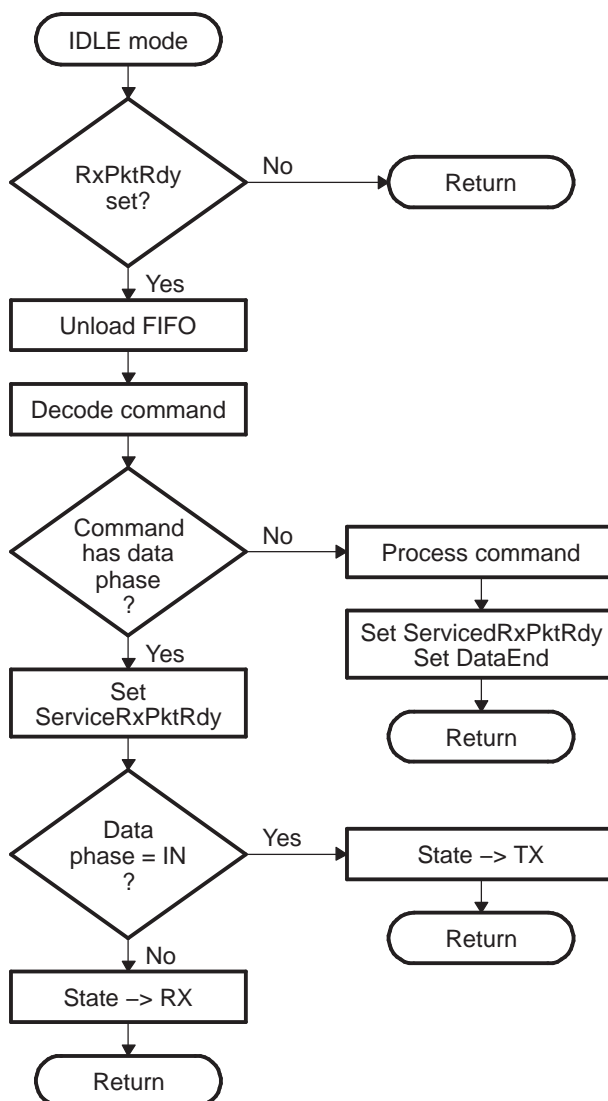 IDLE mode
RxPktRdy
set?
No
Return
Yes
Unload FIFO
Decode command
Command
has data
phase
?
No
Process command
Set ServicedRxPktRdy
Set DataEnd
Return
Yes
Set
ServiceRxPktRdy
Data
phase = IN
?
Yes
State −> TX
Return
No
State −> RX
Return